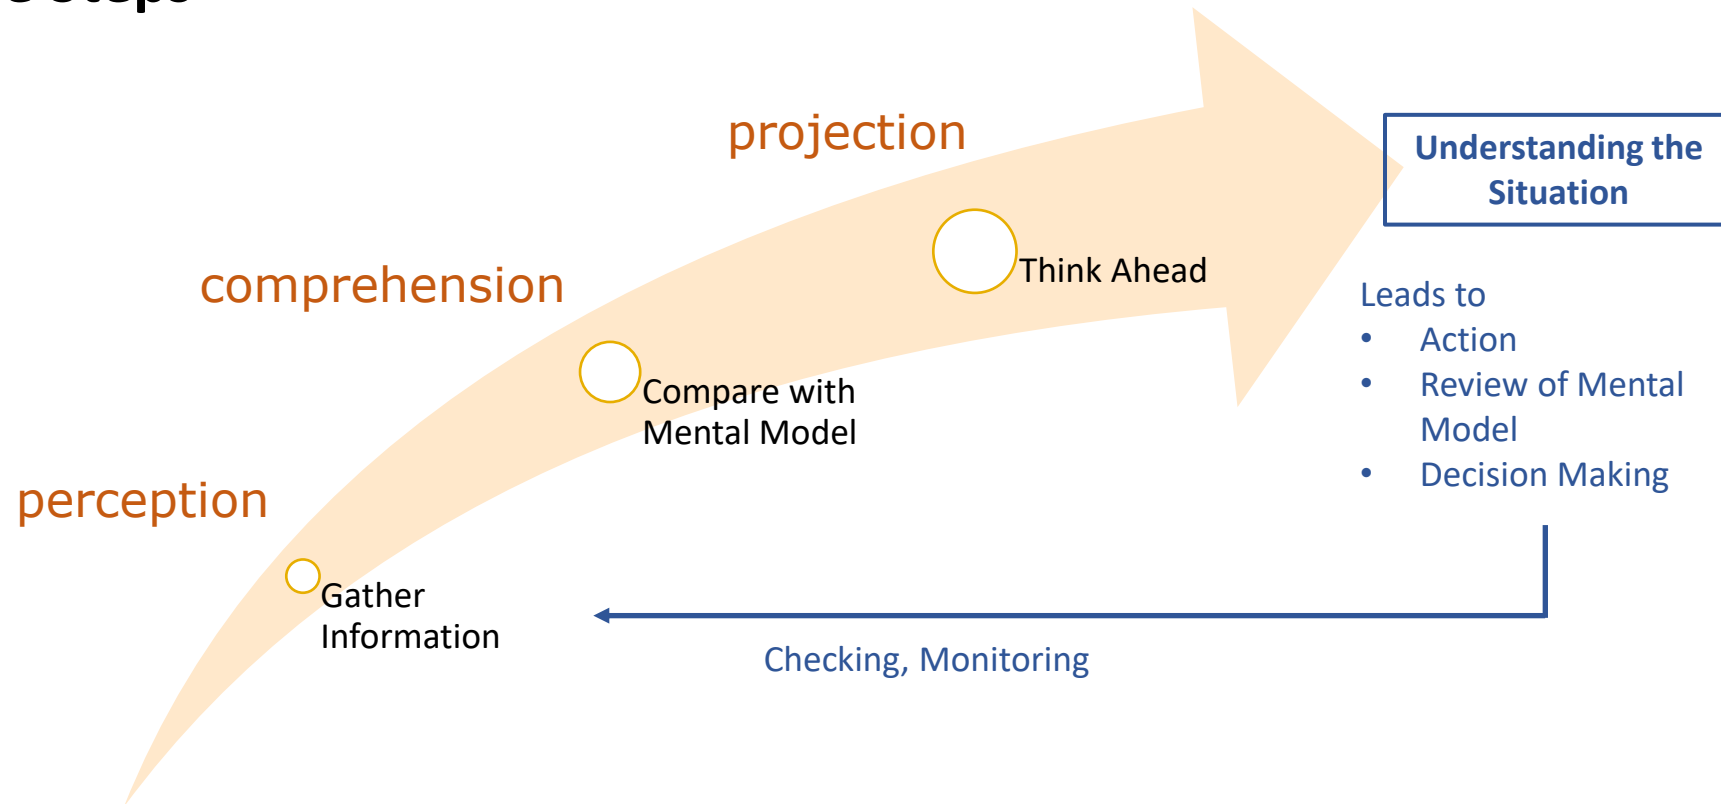 projection
Understanding the
Situation
Think Ahead
comprehension
Leads to
• Action
• Review of Mental
Model
• Decision Making
Compare with
Mental Model
perception
Gather
Information
Checking, Monitoring